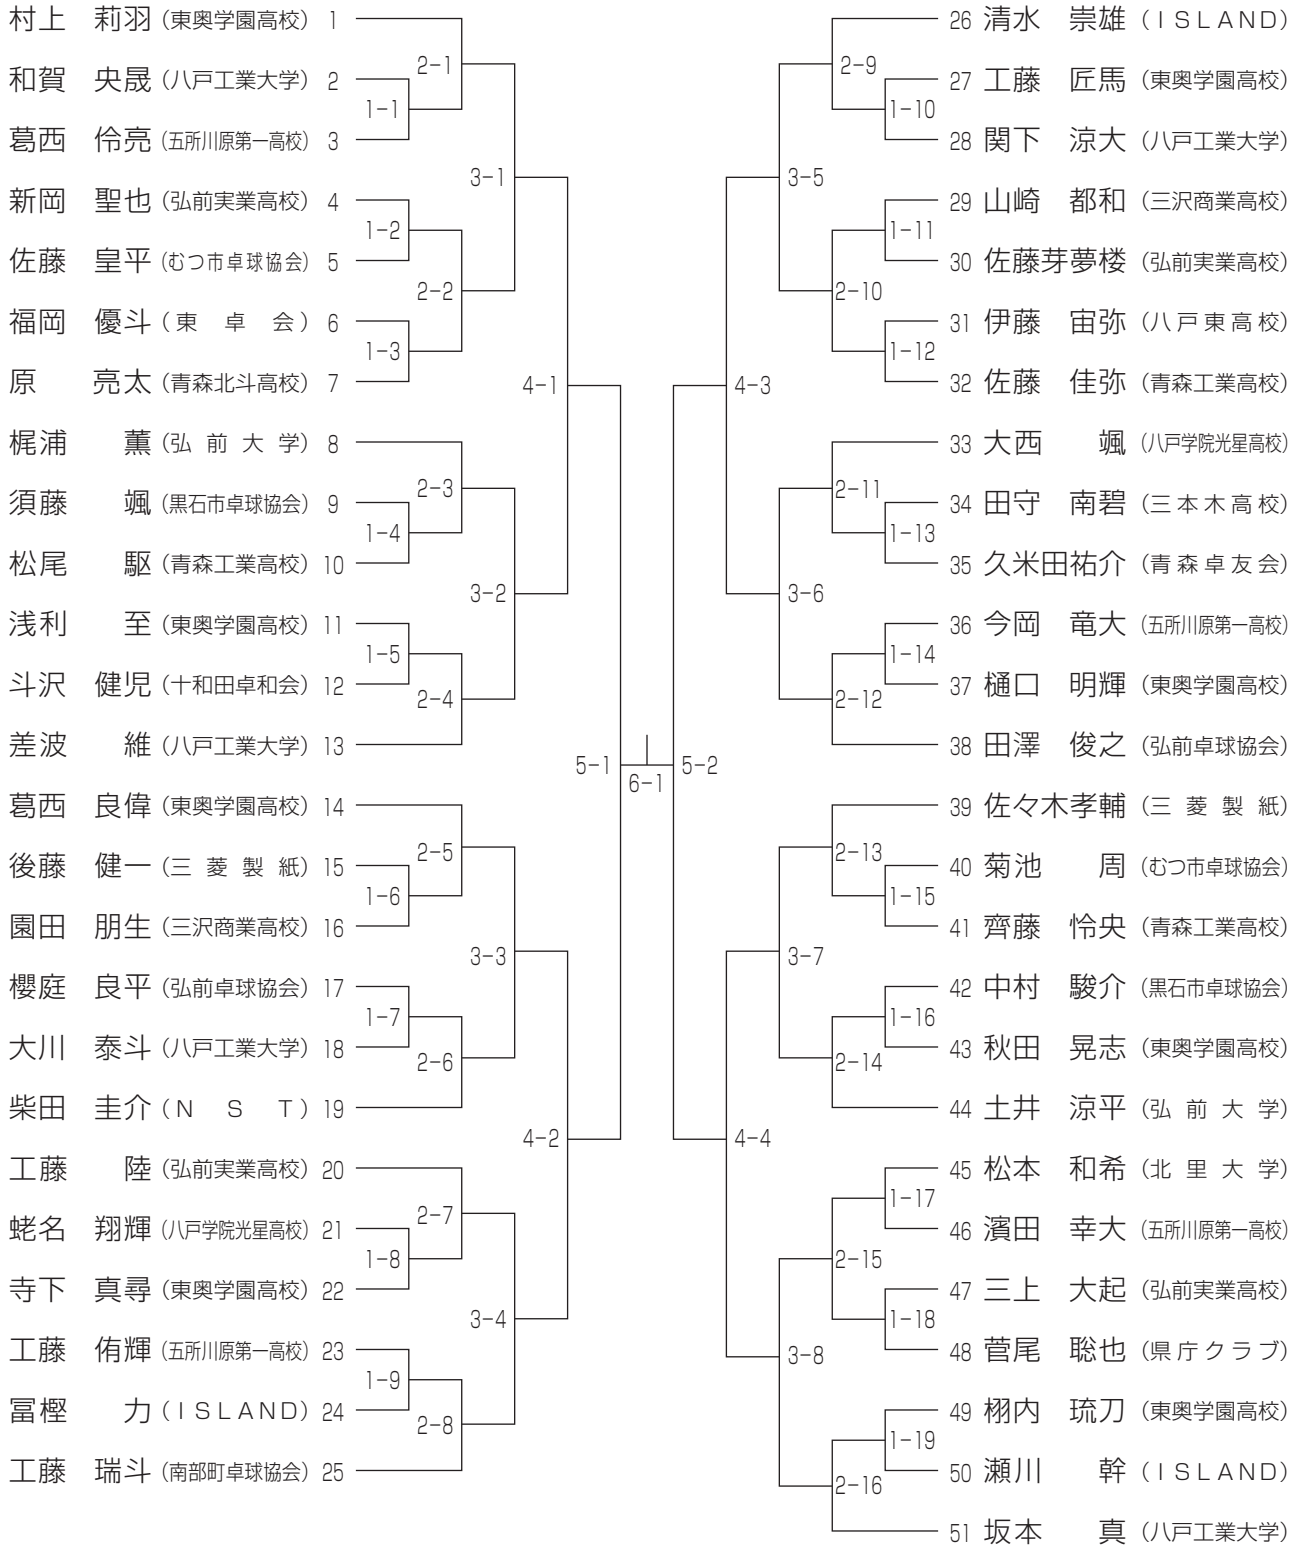 村上 莉羽 (東奥学園高校) 1
和賀 央晟 (八戸工業大学) 2
葛西 伶亮 (五所川原第一高校) 3
新岡 聖也 (弘前実業高校) 4
佐藤 皇平 (むつ市卓球協会) 5
福岡 優斗 (東卓会) 6
原 亮太 (青森北斗高校) 7
梶浦 薫 (弘前大学) 8
須藤 颯 (黒石市卓球協会) 9
松尾 駆 (青森工業高校) 10
浅利 至 (東奥学園高校) 11
斗沢 健児 (十和田卓和会) 12
差波 維 (八戸工業大学) 13
葛西 良偉 (東奥学園高校) 14
後藤 健一 (三菱製紙) 15
園田 朋生 (三沢商業高校) 16
櫻庭 良平 (弘前卓球協会) 17
大川 泰斗 (八戸工業大学) 18
柴田 圭介 (NST) 19
工藤 陸 (弘前実業高校) 20
蛯名 翔輝 (八戸学院光星高校) 21
寺下 真尋 (東奥学園高校) 22
工藤 侑輝 (五所川原第一高校) 23
冨樫 力 (ISLAND) 24
工藤 瑞斗 (南部町卓球協会) 25
1-1
1-2
1-3
1-4
1-5
1-6
1-7
1-8
1-9
2-1
2-2
2-3
2-4
2-5
2-6
2-7
2-8
3-1
3-2
3-3
3-4
4-1
4-2
5-1
6-1
5-2
4-3
4-4
3-5
3-6
3-7
3-8
2-9
2-10
2-11
2-12
2-13
2-14
2-15
2-16
1-10
1-11
1-12
1-13
1-14
1-15
1-16
1-17
1-18
1-19
26 清水 崇雄 (ISLAND)
27 工藤 匠馬 (東奥学園高校)
28 関下 涼大 (八戸工業大学)
29 山崎 都和 (三沢商業高校)
30 佐藤芽夢楼 (弘前実業高校)
31 伊藤 宙弥 (八戸東高校)
32 佐藤 佳弥 (青森工業高校)
33 大西 颯 (八戸学院光星高校)
34 田守 南碧 (三本木高校)
35 久米田祐介 (青森卓友会)
36 今岡 竜大 (五所川原第一高校)
37 樋口 明輝 (東奥学園高校)
38 田澤 俊之 (弘前卓球協会)
39 佐々木孝輔 (三菱製紙)
40 菊池 周 (むつ市卓球協会)
41 齊藤 怜央 (青森工業高校)
42 中村 駿介 (黒石市卓球協会)
43 秋田 晃志 (東奥学園高校)
44 土井 涼平 (弘前大学)
45 松本 和希 (北里大学)
46 濱田 幸大 (五所川原第一高校)
47 三上 大起 (弘前実業高校)
48 菅尾 聡也 (県庁クラブ)
49 栩内 琉刀 (東奥学園高校)
50 瀬川 幹 (ISLAND)
51 坂本 真 (八戸工業大学)